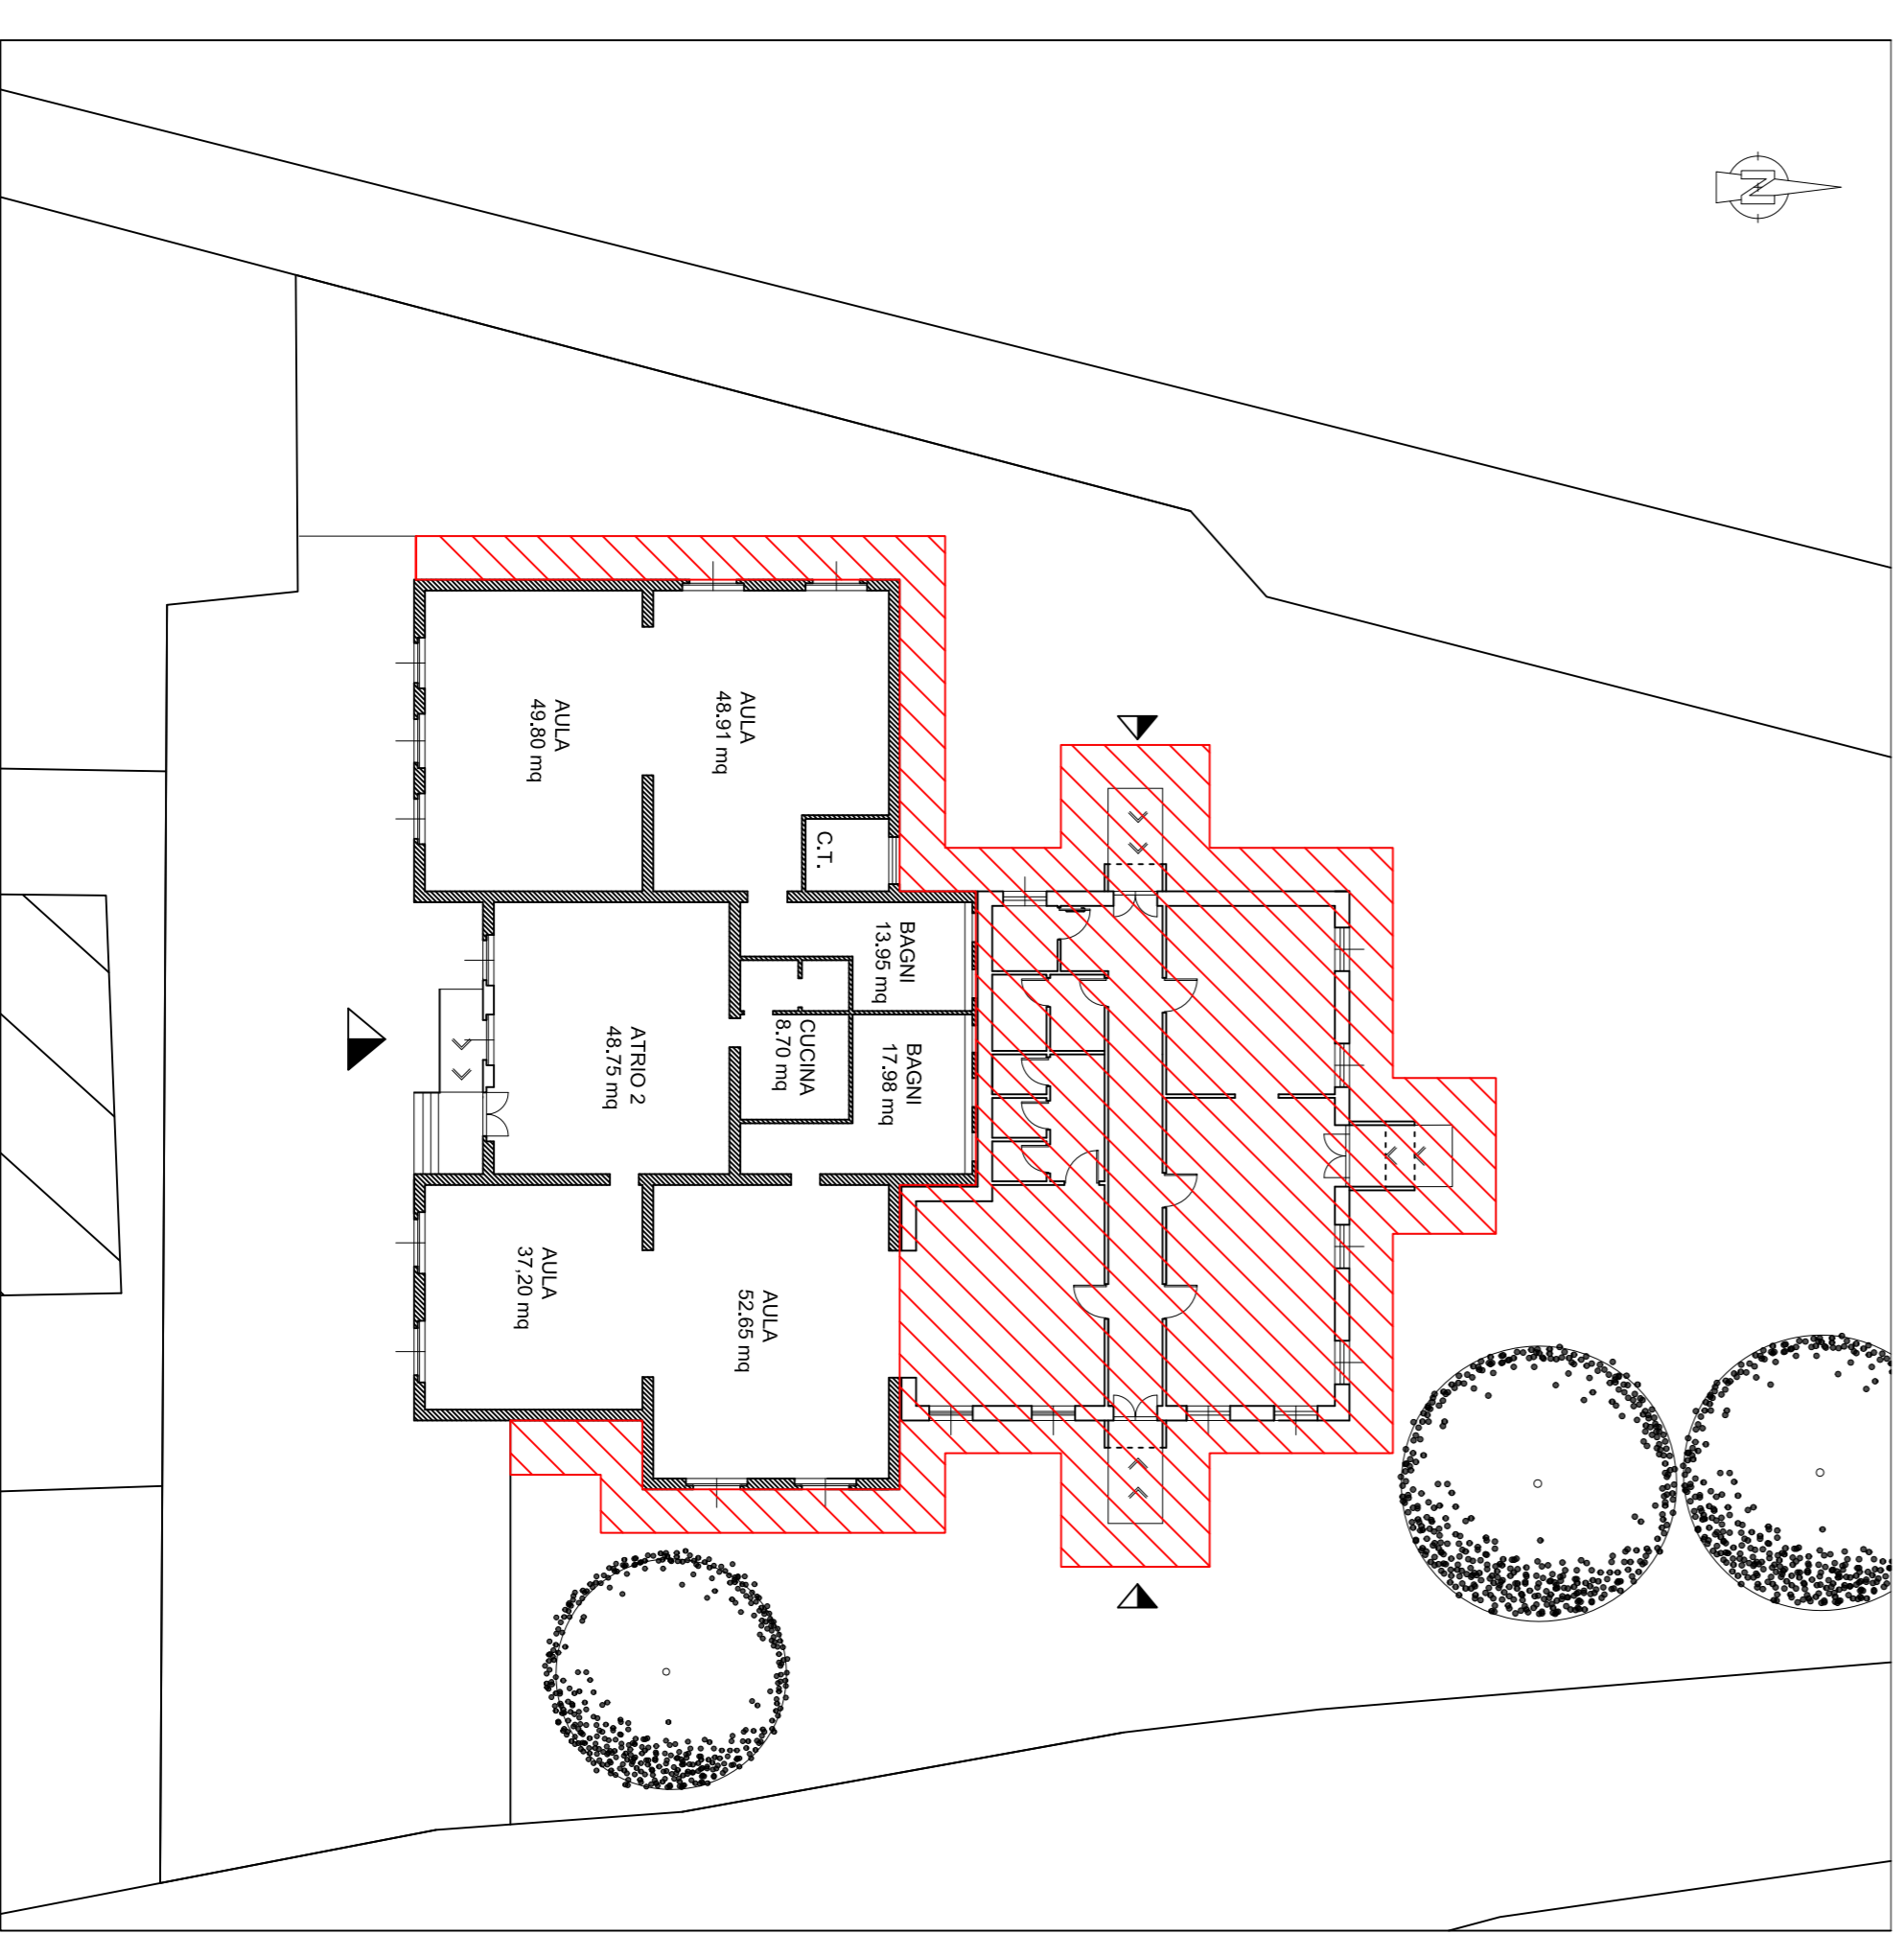 N
AULA
48.91 mq
AULA
49.80 mq
C.T.
BAGNI
13.95 mq
CUCINA
8.70 mq
BAGNI
17.98 mq
ATRIO 2
48.75 mq
AULA
37,20 mq
AULA
52.65 mq